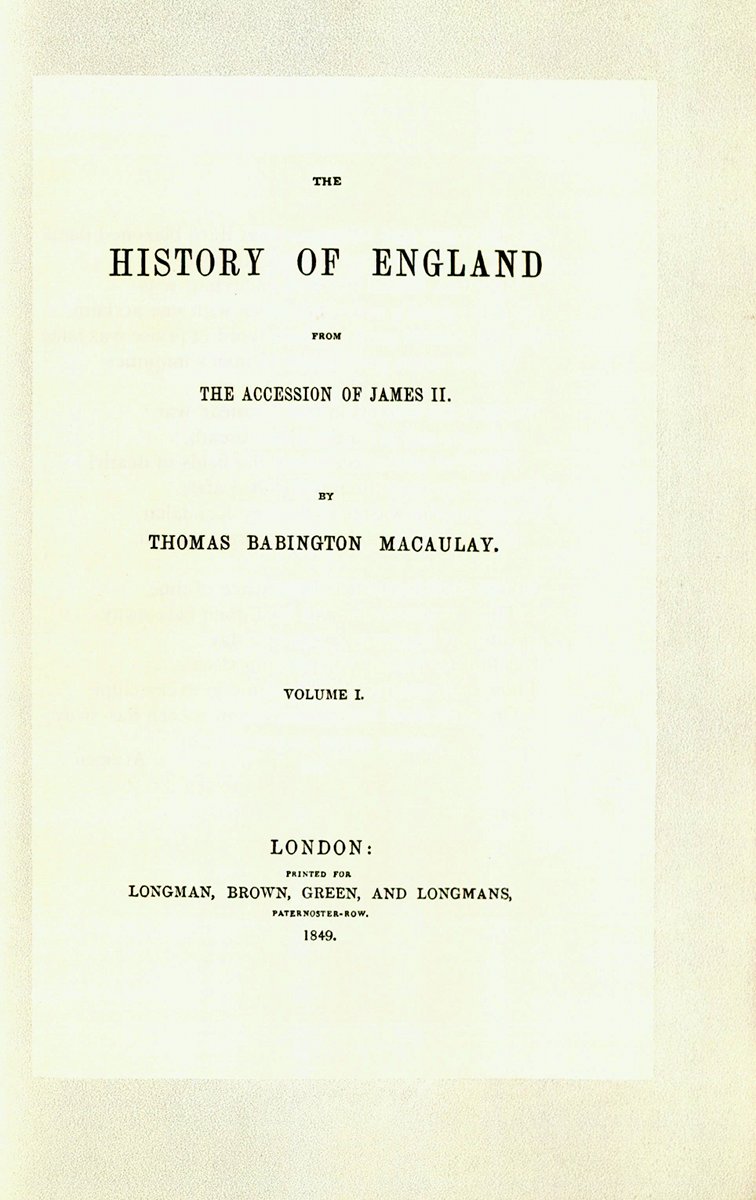 THE
HISTORY OF ENGLAND
FROM
THE ACCESSION OF JAMES II.
BY
THOMAS BABINGTON MACAULAY.
VOLUME I.
LONDON:
PRINTED FOR
LONGMAN, BROWN, GREEN, AND LONGMANS,
PATERNOSTER-ROW.
1849.